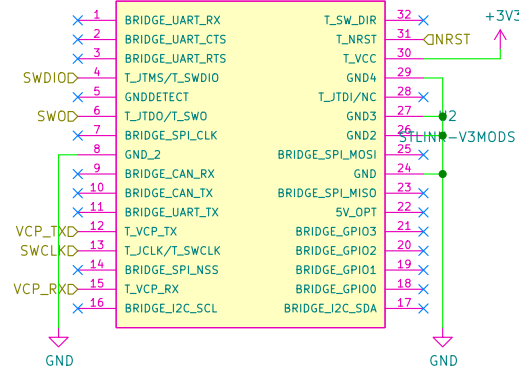 +3V3
1 BRIDGE_UART_RX T_SW_DIR 32
2 BRIDGE_UART_CTS T_NRST 31 NRST
3 BRIDGE_UART_RTS T_VCC 30
SWDIO 4 T_JTMS/T_SWDIO GND4 29
5 GNDDETECT T_JTDI/NC 28
SWO 6 T_JTDO/T_SWO GND3 27 U2
7 BRIDGE_SPI_CLK GND2 26 STLINK-V3MODS
8 GND_2 BRIDGE_SPI_MOSI 25
9 BRIDGE_CAN_RX GND 24
10 BRIDGE_CAN_TX BRIDGE_SPI_MISO 23
11 BRIDGE_UART_TX 5V_OPT 22
VCP_TX 12 T_VCP_TX BRIDGE_GPIO3 21
SWCLK 13 T_JCLK/T_SWCLK BRIDGE_GPIO2 20
14 BRIDGE_SPI_NSS BRIDGE_GPIO1 19
VCP_RX 15 T_VCP_RX BRIDGE_GPIO0 18
16 BRIDGE_I2C_SCL BRIDGE_I2C_SDA 17
GND GND